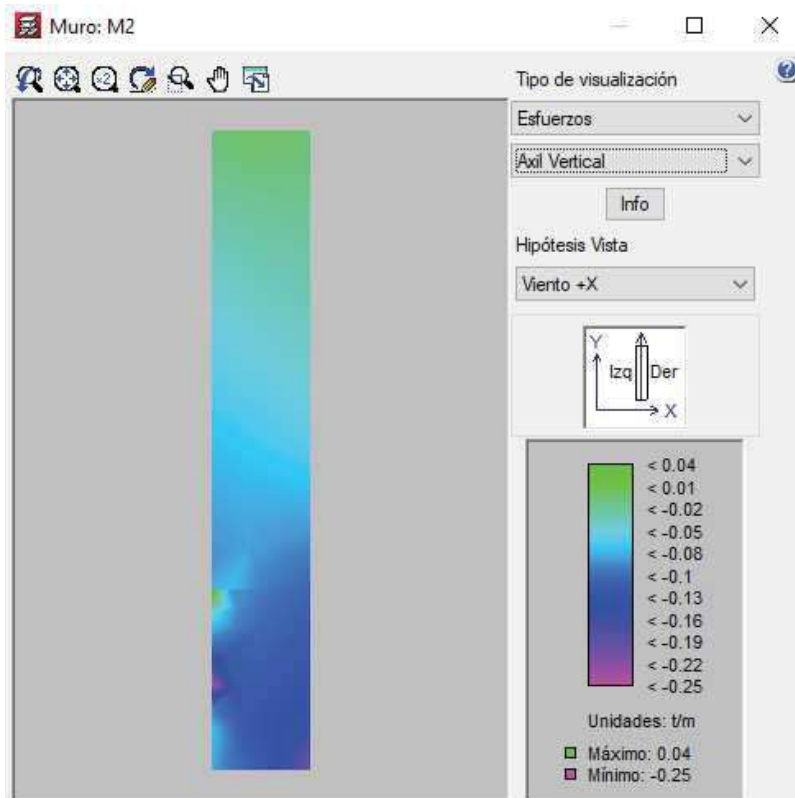 Muro: M2
x2
Tipo de visualización
Esfuerzos
Axil Vertical
Info
Hipótesis Vista
Viento +X
Y
Izq Der
X
< 0.04
< 0.01
< -0.02
< -0.05
< -0.08
< -0.1
< -0.13
< -0.16
< -0.19
< -0.22
< -0.25
Unidades: t/m
Máximo: 0.04
Mínimo: -0.25